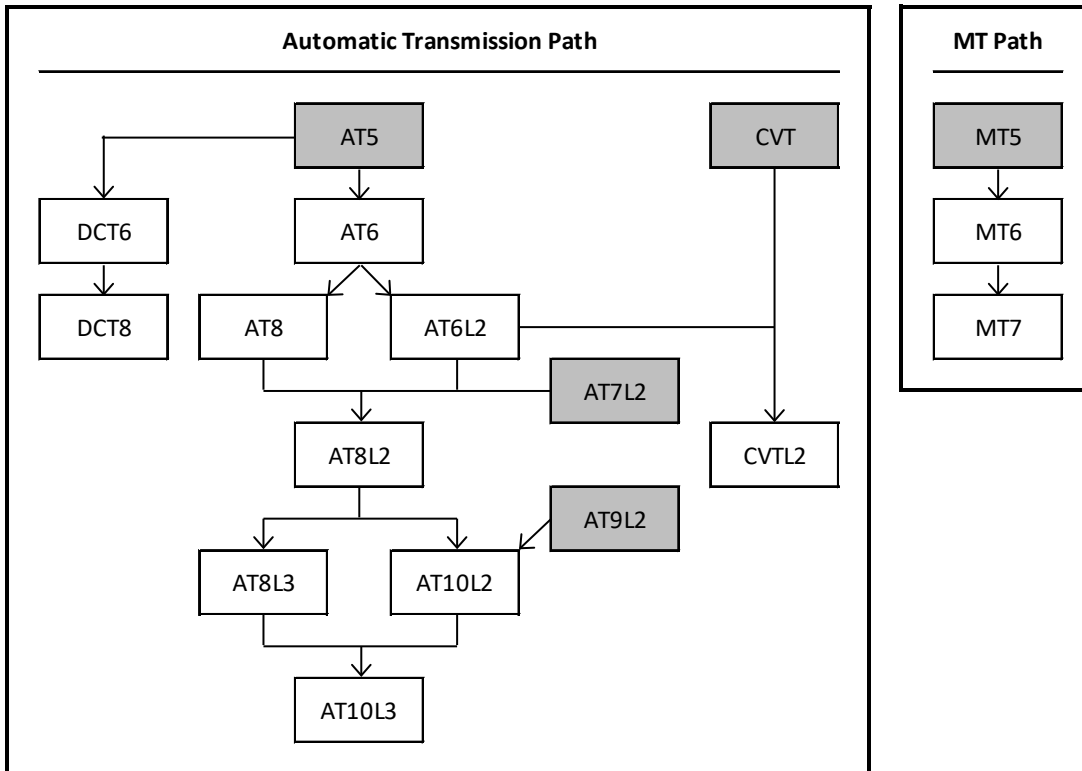 Automatic Transmission Path
AT5
CVT
DCT6
AT6
DCT8
AT8
AT6L2
AT7L2
AT8L2
CVTL2
AT9L2
AT8L3
AT10L2
AT10L3
MT Path
MT5
MT6
MT7